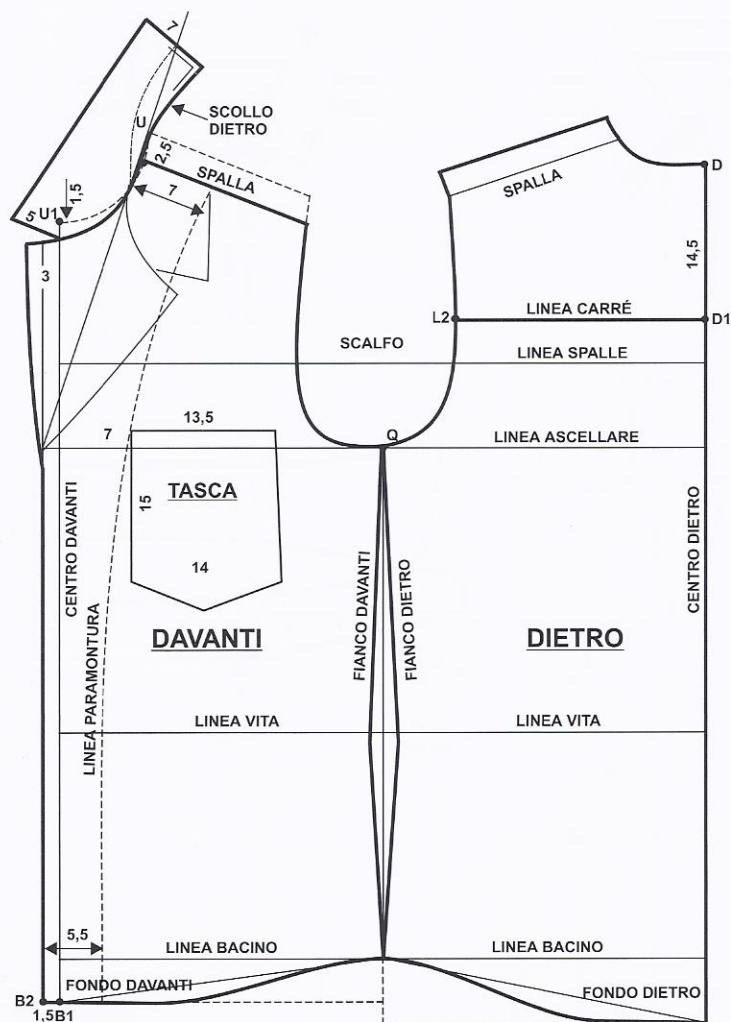 7
SCOLLO
DIETRO
U
2,5
SPALLA
7
1,5
5
U1
3
SPALLA
D
14,5
L2
LINEA CARRÉ
D1
SCALFO
LINEA SPALLE
7
13,5
Q
LINEA ASCELLARE
TASCA
15
14
CENTRO DAVANTI
FIANCO DAVANTI
FIANCO DIETRO
CENTRO DIETRO
DAVANTI
DIETRO
LINEA PARAMONTURA
LINEA VITA
LINEA VITA
5,5
LINEA BACINO
LINEA BACINO
FONDO DAVANTI
FONDO DIETRO
B2
1,5
B1